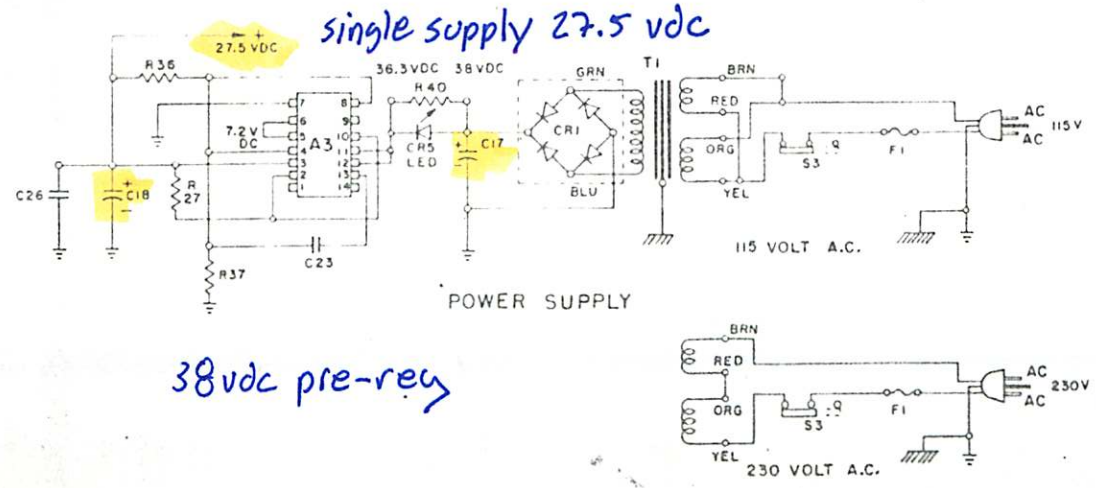 single supply 27.5 vdc
27.5 VDC
+
R36
36.3VDC 38VDC
R40
GRN
T1
BRN
RED
ORG
YEL
AC
115V
AC
S3
F1
7 8
6 9
5 10
4 11
3 12
2 13
1 14
A3
7.2 V
DC
CR5
LED
+
C17
-
CR1
BLU
C26
+
C18
-
R
27
C23
R37
115 VOLT A.C.
POWER SUPPLY
38vdc pre-reg
BRN
RED
ORG
YEL
AC
230V
AC
S3
F1
230 VOLT A.C.